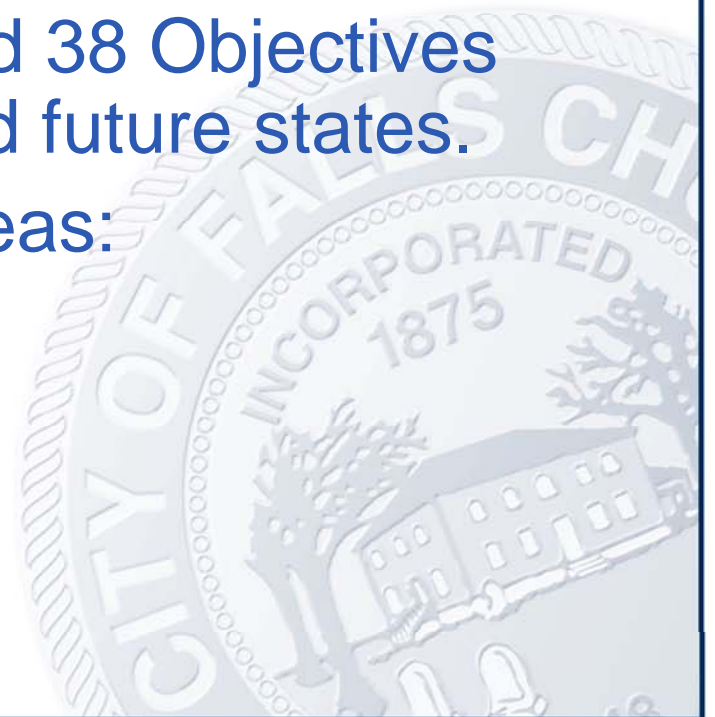 d 38 Objectives
d future states.
eas:
CITY OF FALLS CH
INCORPORATED
1875